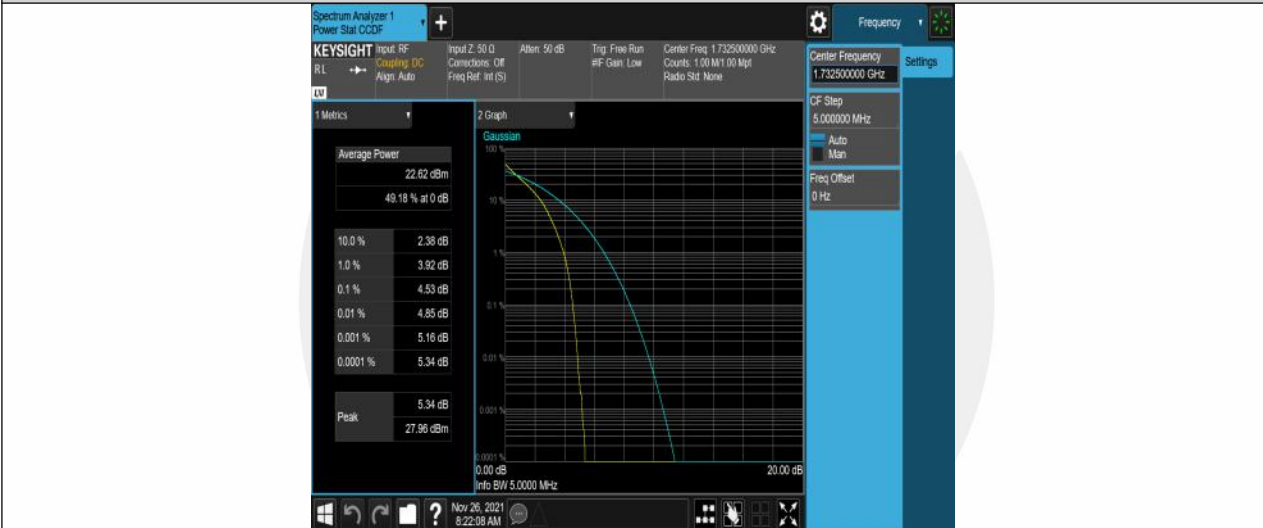 Spectrum Analyzer 1
Power Stat CCDF
+
Frequency
KEYSIGHT
RL
LV
Input: RF
Coupling: DC
Align: Auto
Input Z: 50 Ω
Corrections: Off
Freq Ref: Int (S)
Atten: 50 dB
Trig: Free Run
#IF Gain: Low
Center Freq: 1.732500000 GHz
Counts: 1.00 M/1.00 Mpt
Radio Std: None
Center Frequency
1.732500000 GHz
Settings
CF Step
5.000000 MHz
Auto
Man
Freq Offset
0 Hz
1 Metrics
Average Power
22.62 dBm
49.18 % at 0 dB
10.0 % 2.38 dB
1.0 % 3.92 dB
0.1 % 4.53 dB
0.01 % 4.85 dB
0.001 % 5.16 dB
0.0001 % 5.34 dB
Peak 5.34 dB
27.96 dBm
2 Graph
Gaussian
100 %
10 %
1 %
0.1 %
0.01 %
0.001 %
0.0001 %
0.00 dB 20.00 dB
Info BW 5.0000 MHz
?
Nov 26, 2021
8:22:08 AM